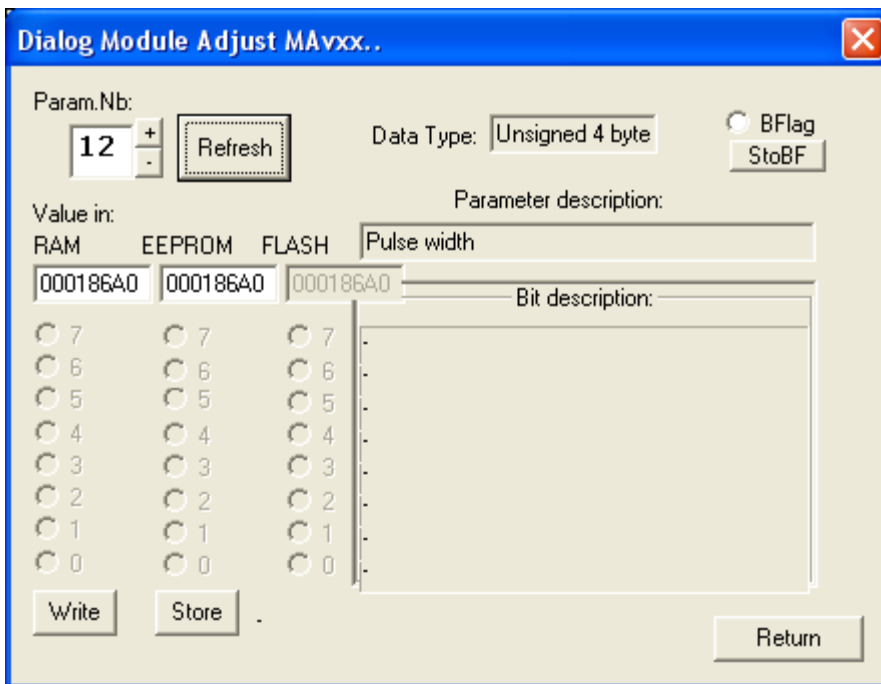 Dialog Module Adjust MAvxx..
Param.Nb:
12 + -
Refresh
Data Type: Unsigned 4 byte
BFlag
StoBF
Value in:
RAM EEPROM FLASH
000186A0 000186A0 000186A0
Parameter description:
Pulse width
Bit description:
7 7 7 -
6 6 6 -
5 5 5 -
4 4 4 -
3 3 3 -
2 2 2 -
1 1 1 -
0 0 0 -
Write Store .
Return